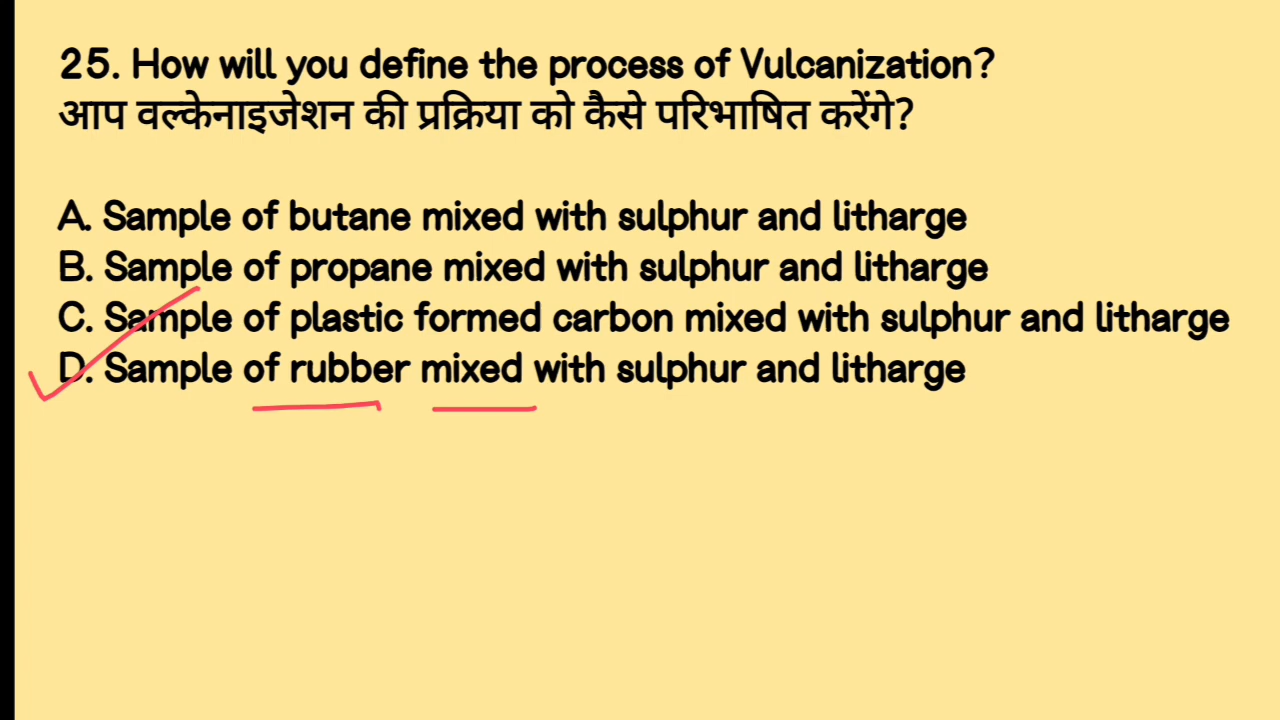 25. How will you define the process of Vulcanization?
आप वल्केनाइजेशन की प्रक्रिया को कैसे परिभाषित करेंगे?
A. Sample of butane mixed with sulphur and litharge
B. Sample of propane mixed with sulphur and litharge
C. Sample of plastic formed carbon mixed with sulphur and litharge
D. Sample of rubber mixed with sulphur and litharge